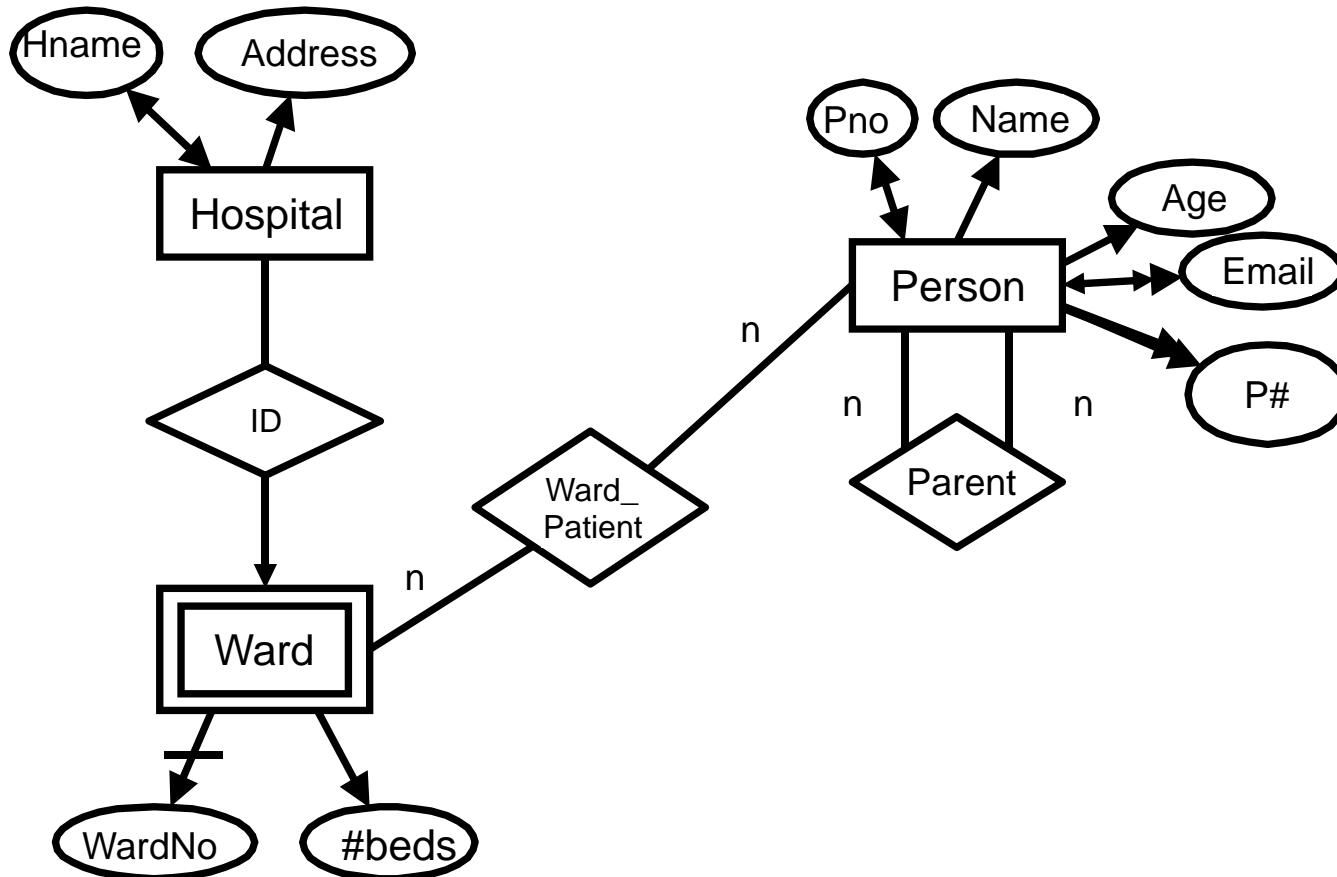 Hname
Address
Pno
Name
Age
Hospital
Email
Person
n
P#
n
n
ID
Parent
Ward_
Patient
n
Ward
WardNo
#beds